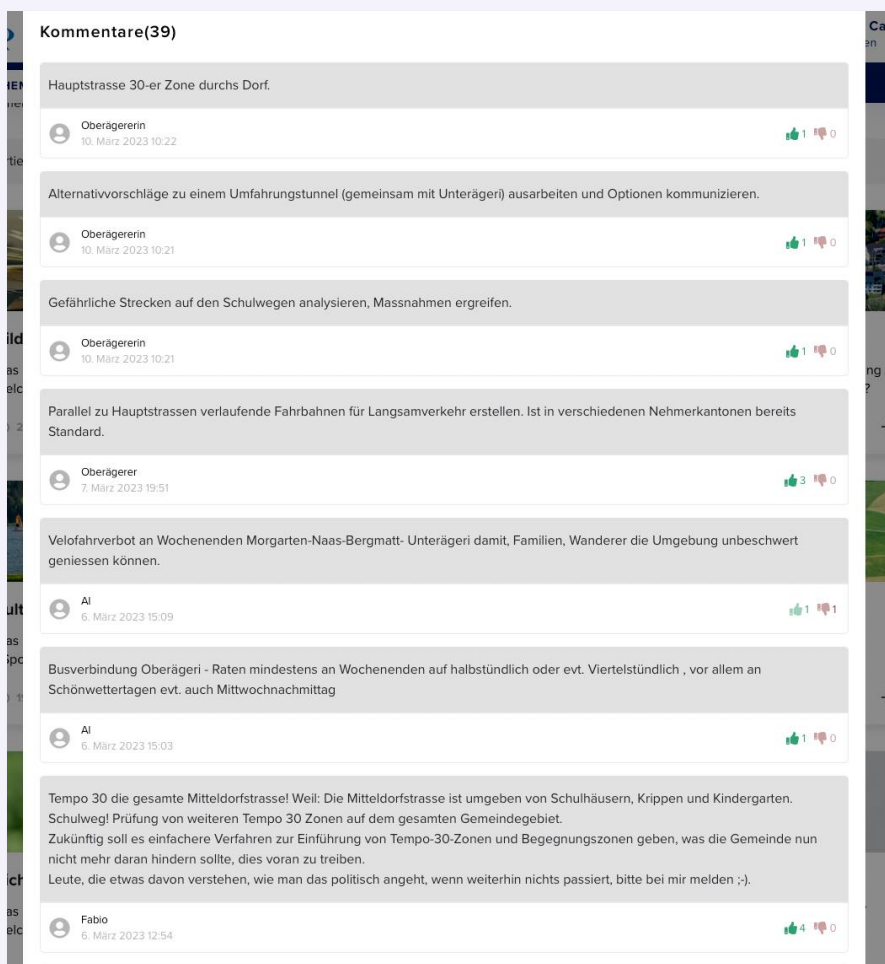 Kommentare(39)
Hauptstrasse 30-er Zone durchs Dorf.
Oberägererin
10. März 2023 10:22
1 0
Alternativvorschläge zu einem Umfahrungstunnel (gemeinsam mit Unterägeri) ausarbeiten und Optionen kommunizieren.
Oberägererin
10. März 2023 10:21
1 0
Gefährliche Strecken auf den Schulwegen analysieren, Massnahmen ergreifen.
Oberägererin
10. März 2023 10:21
1 0
Parallel zu Hauptstrassen verlaufende Fahrbahnen für Langsamverkehr erstellen. Ist in verschiedenen Nehmerkantonen bereits
Standard.
Oberägerer
7. März 2023 19:51
3 0
Velofahrverbot an Wochenenden Morgarten-Naas-Bergmatt- Unterägeri damit, Familien, Wanderer die Umgebung unbeschwert
geniessen können.
Al
6. März 2023 15:09
1 1
Busverbindung Oberägeri - Raten mindestens an Wochenenden auf halbstündlich oder evt. Viertelstündlich , vor allem an
Schönwettertagen evt. auch Mittwochnachmittag
Al
6. März 2023 15:03
1 0
Tempo 30 die gesamte Mitteldorfstrasse! Weil: Die Mitteldorfstrasse ist umgeben von Schulhäusern, Krippen und Kindergarten.
Schulweg! Prüfung von weiteren Tempo 30 Zonen auf dem gesamten Gemeindegebiet.
Zukünftig soll es einfachere Verfahren zur Einführung von Tempo-30-Zonen und Begegnungszonen geben, was die Gemeinde nun
nicht mehr daran hindern sollte, dies voran zu treiben.
Leute, die etwas davon verstehen, wie man das politisch angeht, wenn weiterhin nichts passiert, bitte bei mir melden ;-).
Fabio
6. März 2023 12:54
4 0